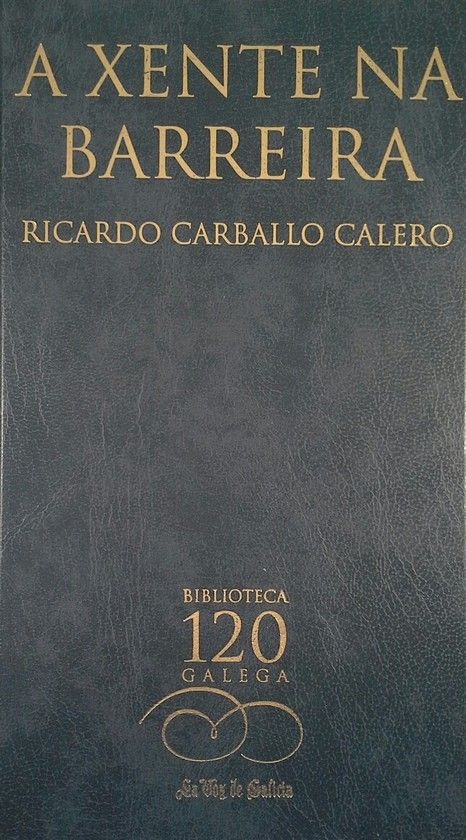 A XENTE NA
BARREIRA
RICARDO CARBALLO CALERO
BIBLIOTECA
120
GALEGA
La Voz de Galicia